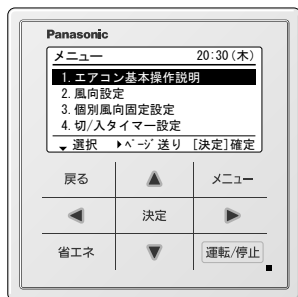 Panasonic
メニュー 20:30(木)
1. エアコン基本操作説明
2. 風向設定
3. 個別風向固定設定
4. 切/入タイマー設定
選択 ▶ページ送り [決定]確定
戻る ▲ メニュー
◀ 決定 ▶
省エネ ▼ 運転/停止